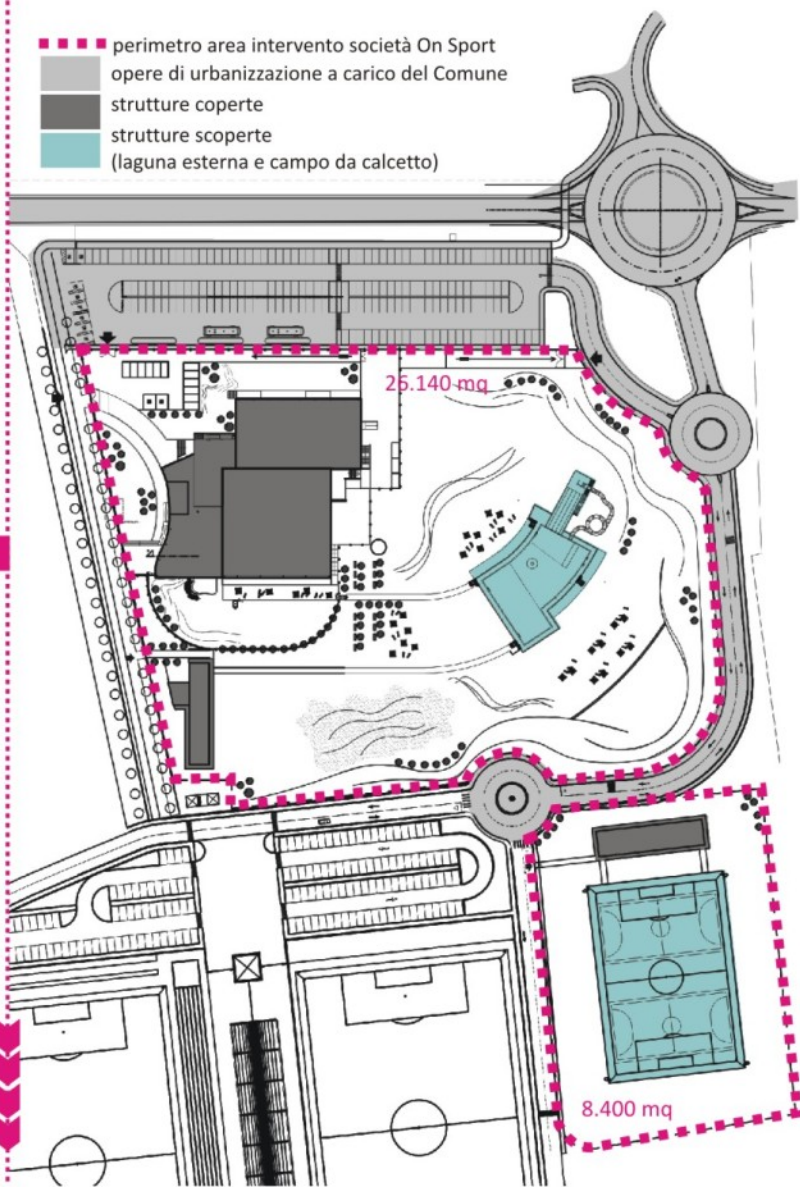 perimetro area intervento società On Sport
opere di urbanizzazione a carico del Comune
strutture coperte
strutture scoperte
(laguna esterna e campo da calcetto)
26.140 mq
8.400 mq